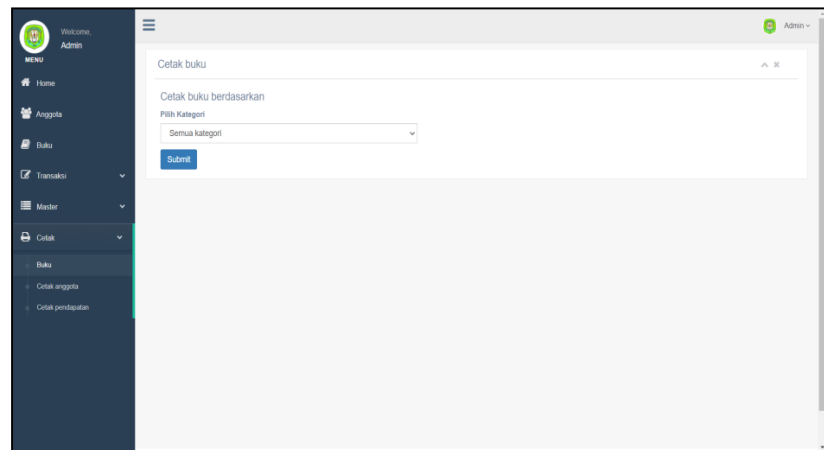 Welcome,
Admin
MENU
Home
Anggota
Buku
Transaksi
Master
Cetak
Buku
Cetak anggota
Cetak pendapatan
Admin
Cetak buku
Cetak buku berdasarkan
Pilih Kategori
Semua kategori
Submit